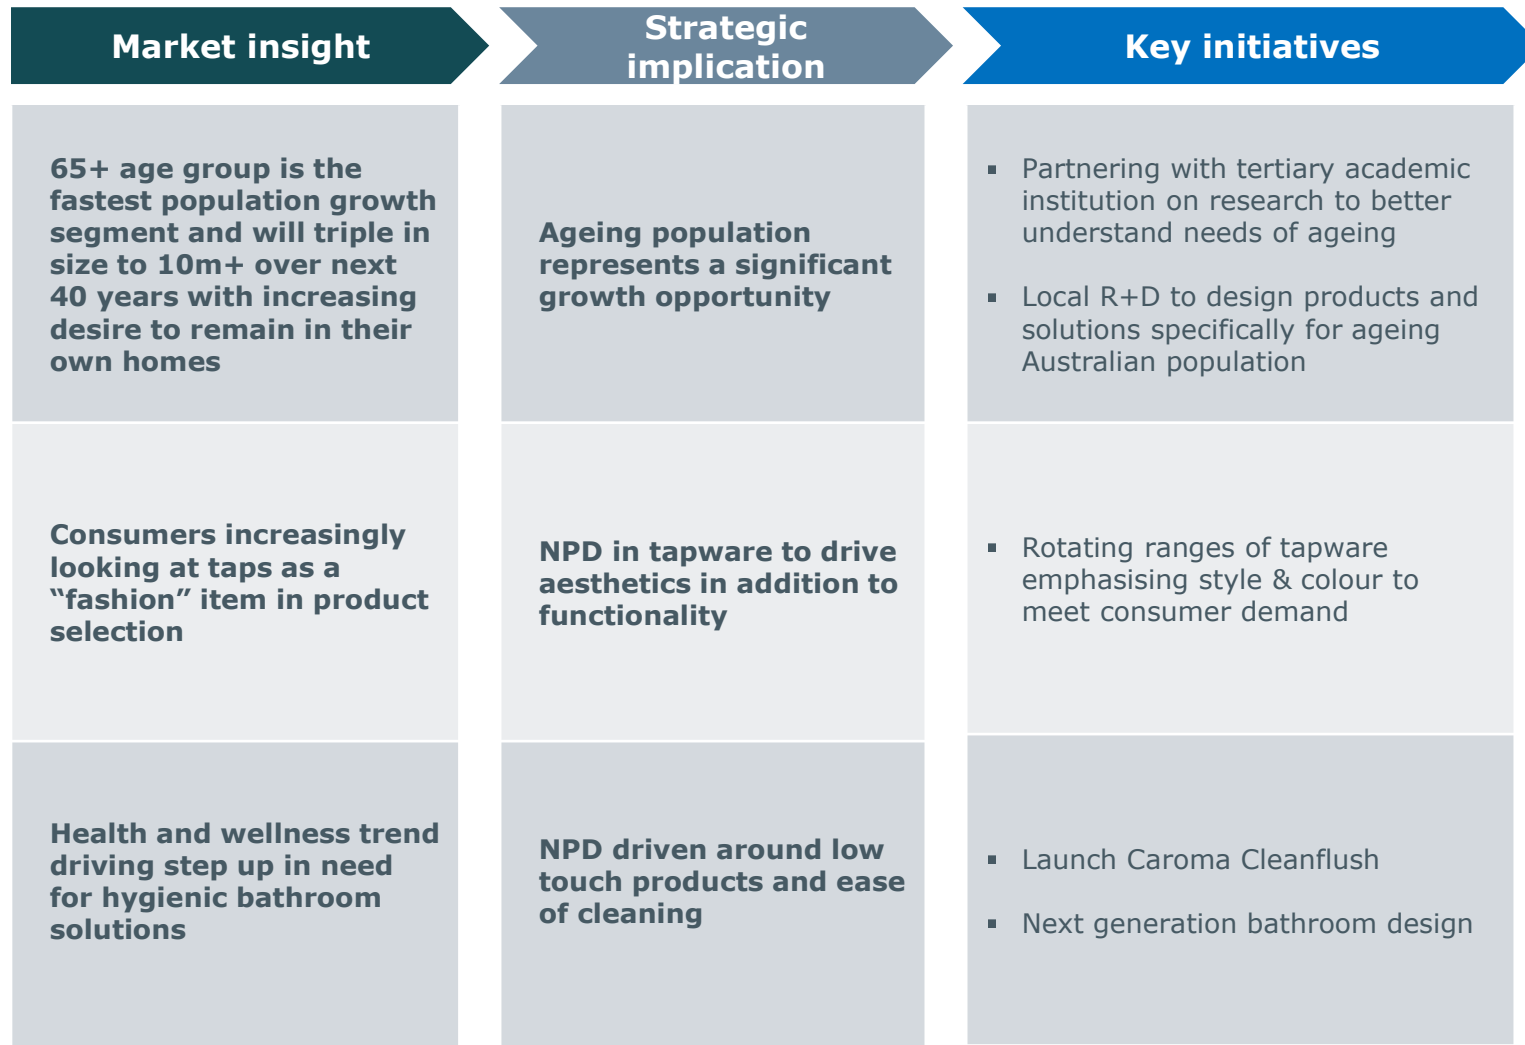 Market insight
Strategic
implication
Key initiatives
65+ age group is the
fastest population growth
segment and will triple in
size to 10m+ over next
40 years with increasing
desire to remain in their
own homes
Ageing population
represents a significant
growth opportunity
▪ Partnering with tertiary academic
institution on research to better
understand needs of ageing
▪ Local R+D to design products and
solutions specifically for ageing
Australian population
Consumers increasingly
looking at taps as a
“fashion” item in product
selection
NPD in tapware to drive
aesthetics in addition to
functionality
▪ Rotating ranges of tapware
emphasising style & colour to
meet consumer demand
Health and wellness trend
driving step up in need
for hygienic bathroom
solutions
NPD driven around low
touch products and ease
of cleaning
▪ Launch Caroma Cleanflush
▪ Next generation bathroom design